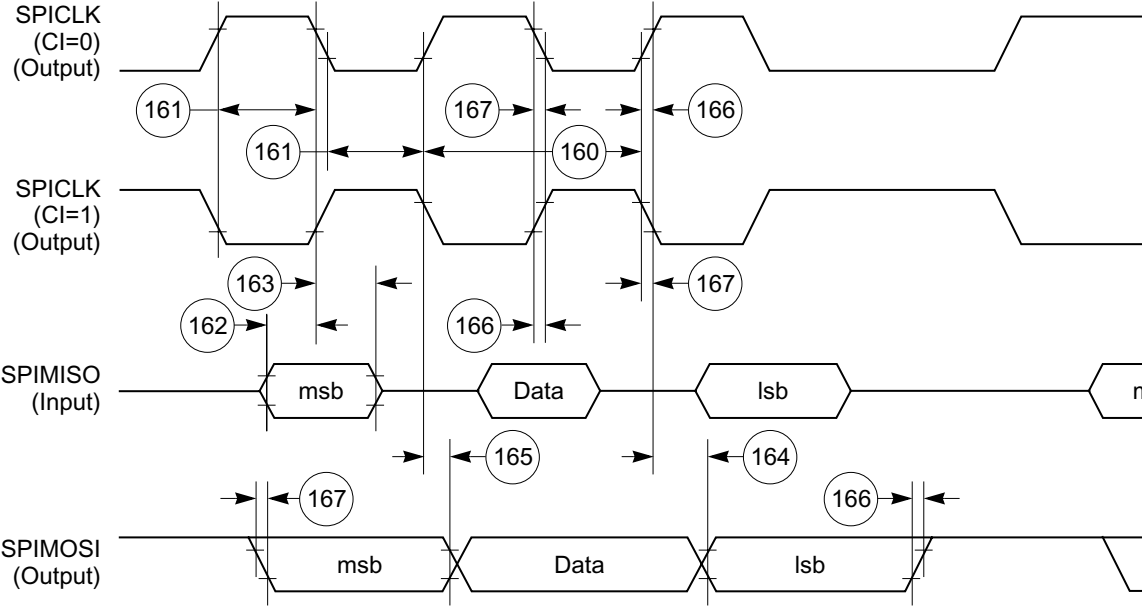 SPICLK
(CI=0)
(Output)
161
167
166
161
160
SPICLK
(CI=1)
(Output)
163
167
162
166
SPIMISO
(Input)
msb
Data
lsb
165
164
167
166
SPIMOSI
(Output)
msb
Data
lsb